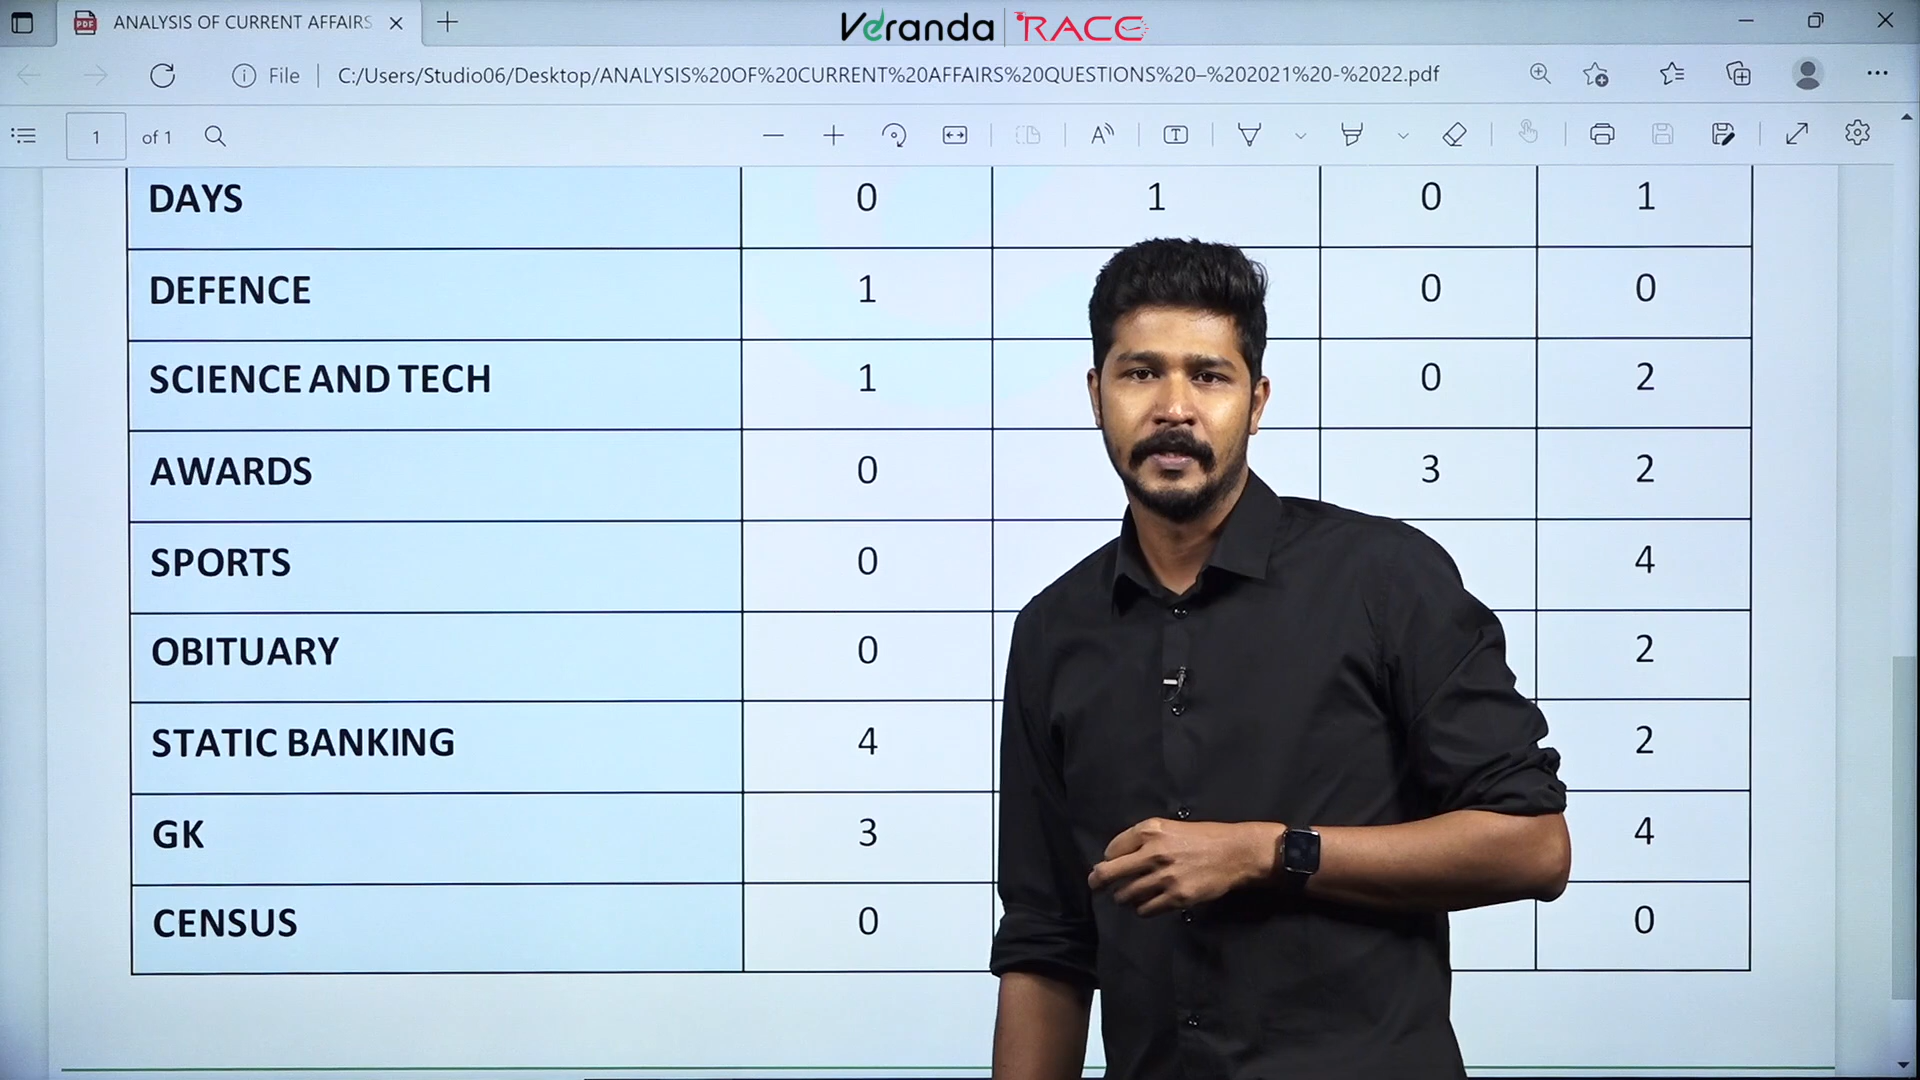 ANALYSIS OF CURRENT AFFAIRS
Veranda RACE
File C:/Users/Studio06/Desktop/ANALYSIS%20OF%20CURRENT%20AFFAIRS%20QUESTIONS%20–%202021%20-%2022.pdf
1 of 1
DAYS 0 1 0 1
DEFENCE 1 0 0
SCIENCE AND TECH 1 0 2
AWARDS 0 3 2
SPORTS 0 4
OBITUARY 0 2
STATIC BANKING 4 2
GK 3 4
CENSUS 0 0